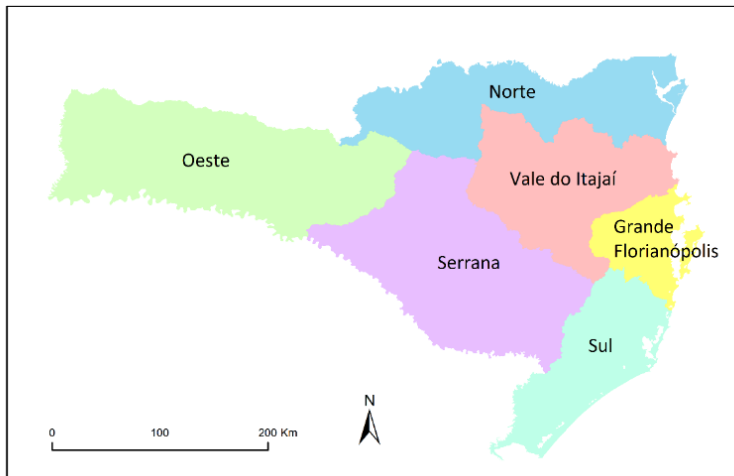 Norte
Oeste
Vale do Itajaí
Grande
Florianópolis
Serrana
Sul
N
0 100 200 Km